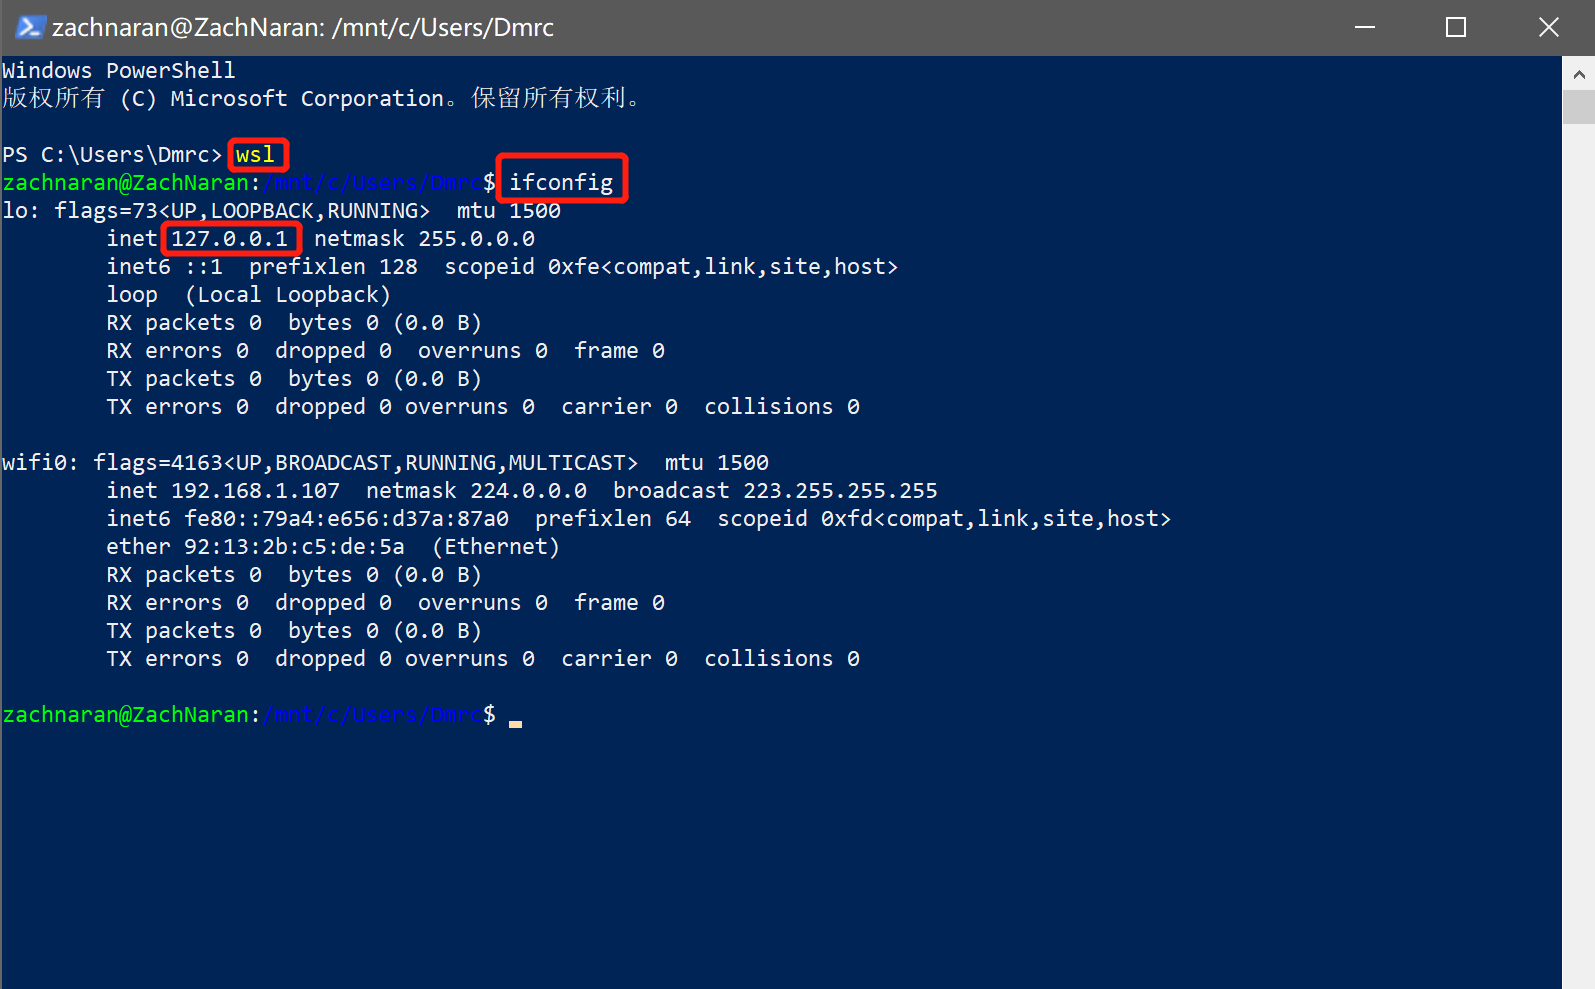 zachnaran@ZachNaran: /mnt/c/Users/Dmrc
Windows PowerShell
版权所有 (C) Microsoft Corporation。保留所有权利。
PS C:\Users\Dmrc> wsl
zachnaran@ZachNaran:/mnt/c/Users/Dmrc$ ifconfig
lo: flags=73<UP,LOOPBACK,RUNNING>  mtu 1500
        inet 127.0.0.1  netmask 255.0.0.0
        inet6 ::1  prefixlen 128  scopeid 0xfe<compat,link,site,host>
        loop  (Local Loopback)
        RX packets 0  bytes 0 (0.0 B)
        RX errors 0  dropped 0  overruns 0  frame 0
        TX packets 0  bytes 0 (0.0 B)
        TX errors 0  dropped 0 overruns 0  carrier 0  collisions 0
wifi0: flags=4163<UP,BROADCAST,RUNNING,MULTICAST>  mtu 1500
        inet 192.168.1.107  netmask 224.0.0.0  broadcast 223.255.255.255
        inet6 fe80::79a4:e656:d37a:87a0  prefixlen 64  scopeid 0xfd<compat,link,site,host>
        ether 92:13:2b:c5:de:5a  (Ethernet)
        RX packets 0  bytes 0 (0.0 B)
        RX errors 0  dropped 0  overruns 0  frame 0
        TX packets 0  bytes 0 (0.0 B)
        TX errors 0  dropped 0 overruns 0  carrier 0  collisions 0
zachnaran@ZachNaran:/mnt/c/Users/Dmrc$